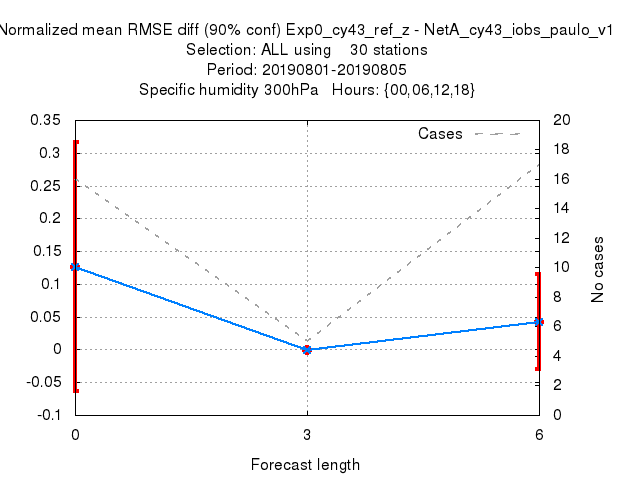 Normalized mean RMSE diff (90% conf) Exp0_cy43_ref_z - NetA_cy43_iobs_paulo_v1
Selection: ALL using 30 stations
Period: 20190801-20190805
Specific humidity 300hPa Hours: {00,06,12,18}
Cases
0.35
0.3
0.25
0.2
0.15
0.1
0.05
0
-0.05
-0.1
20
18
16
14
12
10
8
6
4
2
0
No cases
0 3 6
Forecast length